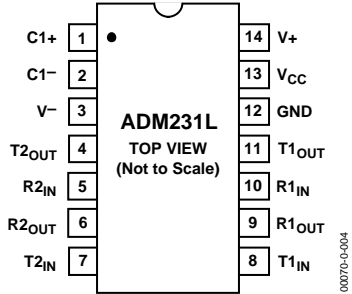 C1+ 1 14 V+
C1– 2 13 VCC
V– 3 12 GND
ADM231L
T2OUT 4 TOP VIEW 11 T1OUT
(Not to Scale)
R2IN 5 10 R1IN
R2OUT 6 9 R1OUT
T2IN 7 8 T1IN
00070-0-004